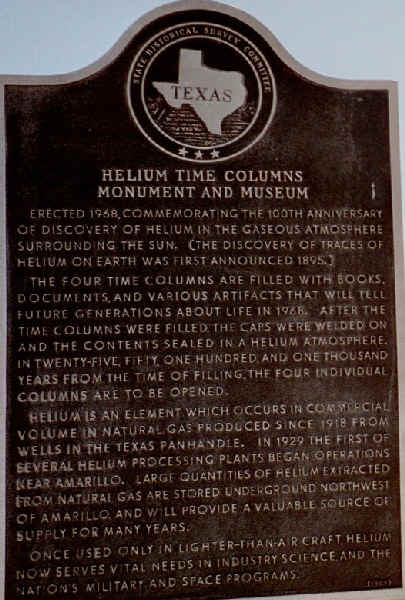 STATE HISTORICAL SURVEY COMMITTEE
TEXAS
HELIUM TIME COLUMNS
MONUMENT AND MUSEUM
ERECTED 1968, COMMEMORATING THE 100TH ANNIVERSARY
OF DISCOVERY OF HELIUM IN THE GASEOUS ATMOSPHERE
SURROUNDING THE SUN. (THE DISCOVERY OF TRACES OF
HELIUM ON EARTH WAS FIRST ANNOUNCED 1895.)
THE FOUR TIME COLUMNS ARE FILLED WITH BOOKS,
DOCUMENTS, AND VARIOUS ARTIFACTS THAT WILL TELL
FUTURE GENERATIONS ABOUT LIFE IN 1968. AFTER THE
TIME COLUMNS WERE FILLED, THE CAPS WERE WELDED ON
AND THE CONTENTS SEALED IN A HELIUM ATMOSPHERE.
IN TWENTY-FIVE, FIFTY, ONE HUNDRED, AND ONE THOUSAND
YEARS FROM THE TIME OF FILLING, THE FOUR INDIVIDUAL
COLUMNS ARE TO BE OPENED.
HELIUM IS AN ELEMENT WHICH OCCURS IN COMMERCIAL
VOLUME IN NATURAL GAS PRODUCED SINCE 1918 FROM
WELLS IN THE TEXAS PANHANDLE. IN 1929 THE FIRST OF
SEVERAL HELIUM PROCESSING PLANTS BEGAN OPERATIONS
NEAR AMARILLO. LARGE QUANTITIES OF HELIUM EXTRACTED
FROM NATURAL GAS ARE STORED UNDERGROUND NORTHWEST
OF AMARILLO, AND WILL PROVIDE A VALUABLE SOURCE OF
SUPPLY FOR MANY YEARS.
ONCE USED ONLY IN LIGHTER-THAN-AIR CRAFT HELIUM
NOW SERVES VITAL NEEDS IN INDUSTRY, SCIENCE, AND THE
NATION'S MILITARY AND SPACE PROGRAMS.